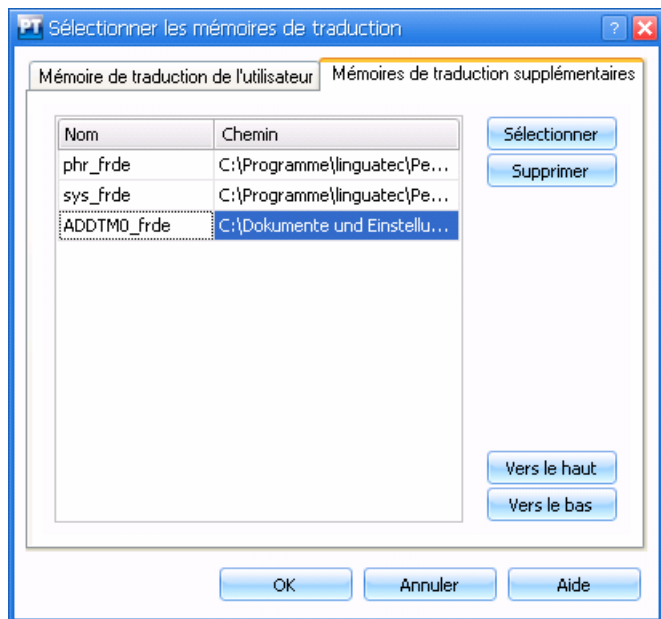 PT Sélectionner les mémoires de traduction ?
Mémoire de traduction de l'utilisateur Mémoires de traduction supplémentaires
Nom Chemin Sélectionner
phr_frde C:\Programme\linguatec\Pe... Supprimer
sys_frde C:\Programme\linguatec\Pe...
ADDTM0_frde C:\Dokumente und Einstellu...
Vers le haut
Vers le bas
OK Annuler Aide